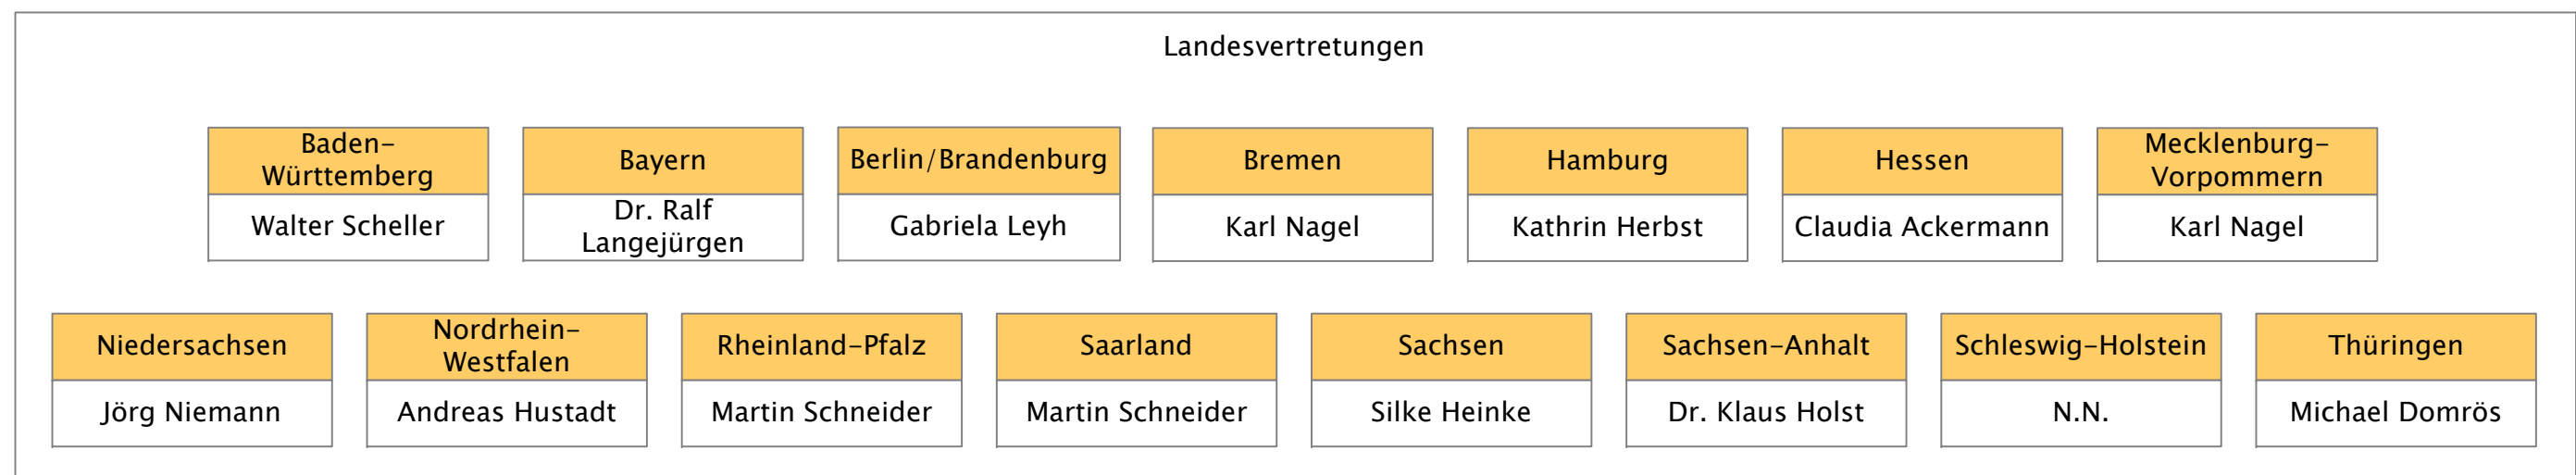 Landesvertretungen
Baden-
Württemberg
Walter Scheller
Bayern
Dr. Ralf
Langejürgen
Berlin/Brandenburg
Gabriela Leyh
Bremen
Karl Nagel
Hamburg
Kathrin Herbst
Hessen
Claudia Ackermann
Mecklenburg-
Vorpommern
Karl Nagel
Niedersachsen
Jörg Niemann
Nordrhein-
Westfalen
Andreas Hustadt
Rheinland-Pfalz
Martin Schneider
Saarland
Martin Schneider
Sachsen
Silke Heinke
Sachsen-Anhalt
Dr. Klaus Holst
Schleswig-Holstein
N.N.
Thüringen
Michael Domrös